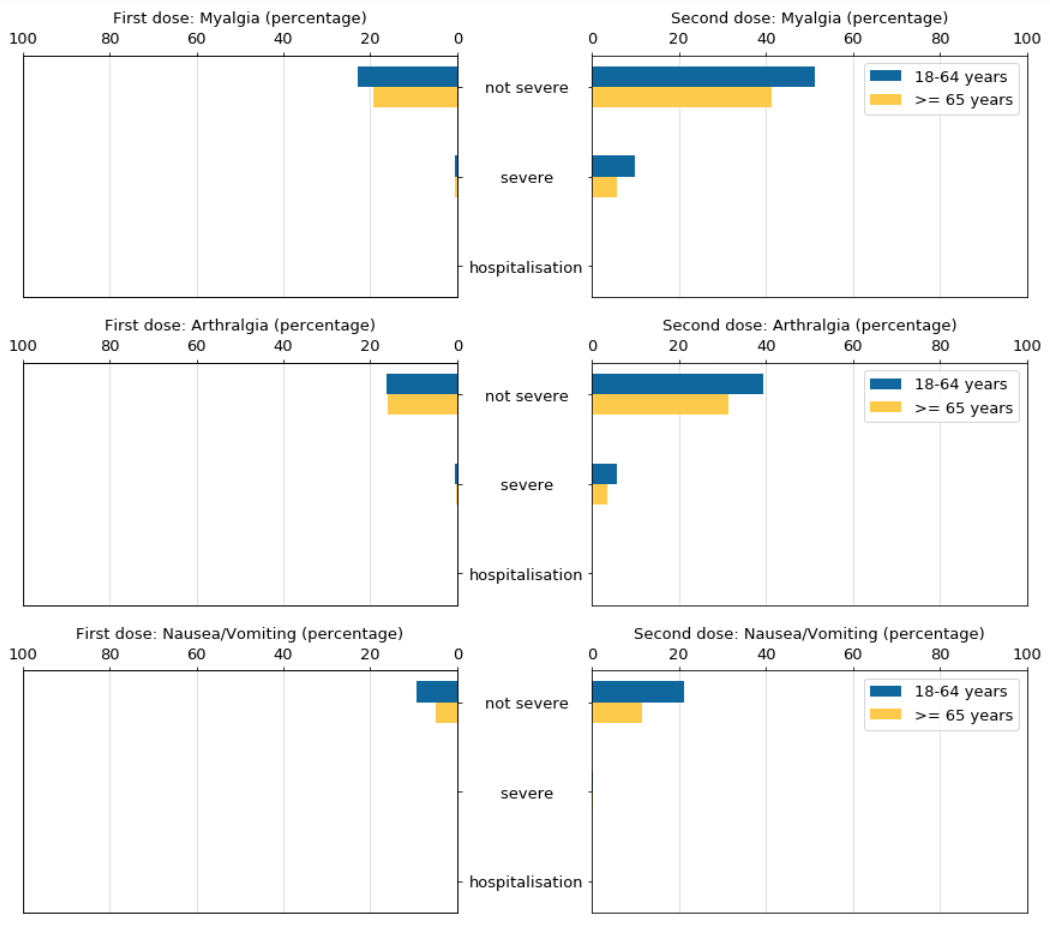 First dose: Myalgia (percentage)
Second dose: Myalgia (percentage)
100 80 60 40 20 0
0 20 40 60 80 100
not severe
severe
hospitalisation
18-64 years
>= 65 years
First dose: Arthralgia (percentage)
Second dose: Arthralgia (percentage)
100 80 60 40 20 0
0 20 40 60 80 100
not severe
severe
hospitalisation
18-64 years
>= 65 years
First dose: Nausea/Vomiting (percentage)
Second dose: Nausea/Vomiting (percentage)
100 80 60 40 20 0
0 20 40 60 80 100
not severe
severe
hospitalisation
18-64 years
>= 65 years